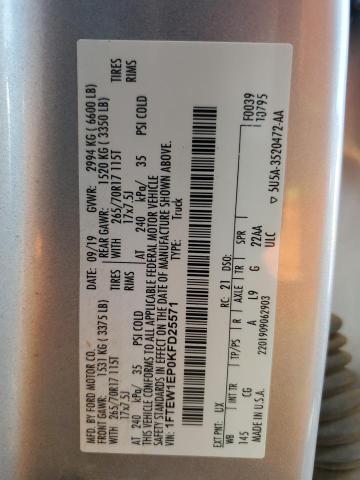 MFD. BY FORD MOTOR CO.
DATE: 09/19 GVWR: 2994 KG ( 6600 LB)
FRONT GAWR: 1531 KG ( 3375 LB) REAR GAWR: 1520 KG ( 3350 LB)
265/70R17 115T TIRES WITH 265/70R17 115T TIRES
17x7.5J RIMS 17x7.5J RIMS
AT 240 kPa/ 35 PSI COLD AT 240 kPa/ 35 PSI COLD
THIS VEHICLE CONFORMS TO ALL APPLICABLE FEDERAL MOTOR VEHICLE
SAFETY STANDARDS IN EFFECT ON THE DATE OF MANUFACTURE SHOWN ABOVE.
VIN: 1FTEW1EP0KFD25571 TYPE: Truck
F0039
T0795
EXT PNT: UX RC: 21 DSO:
WB INT TR TP/PS R AXLE TR SPR
145 CG A L9 G 22AA
MADE IN U.S.A. 2201909062903 ULC
▽ 5U5A-3520472-AA